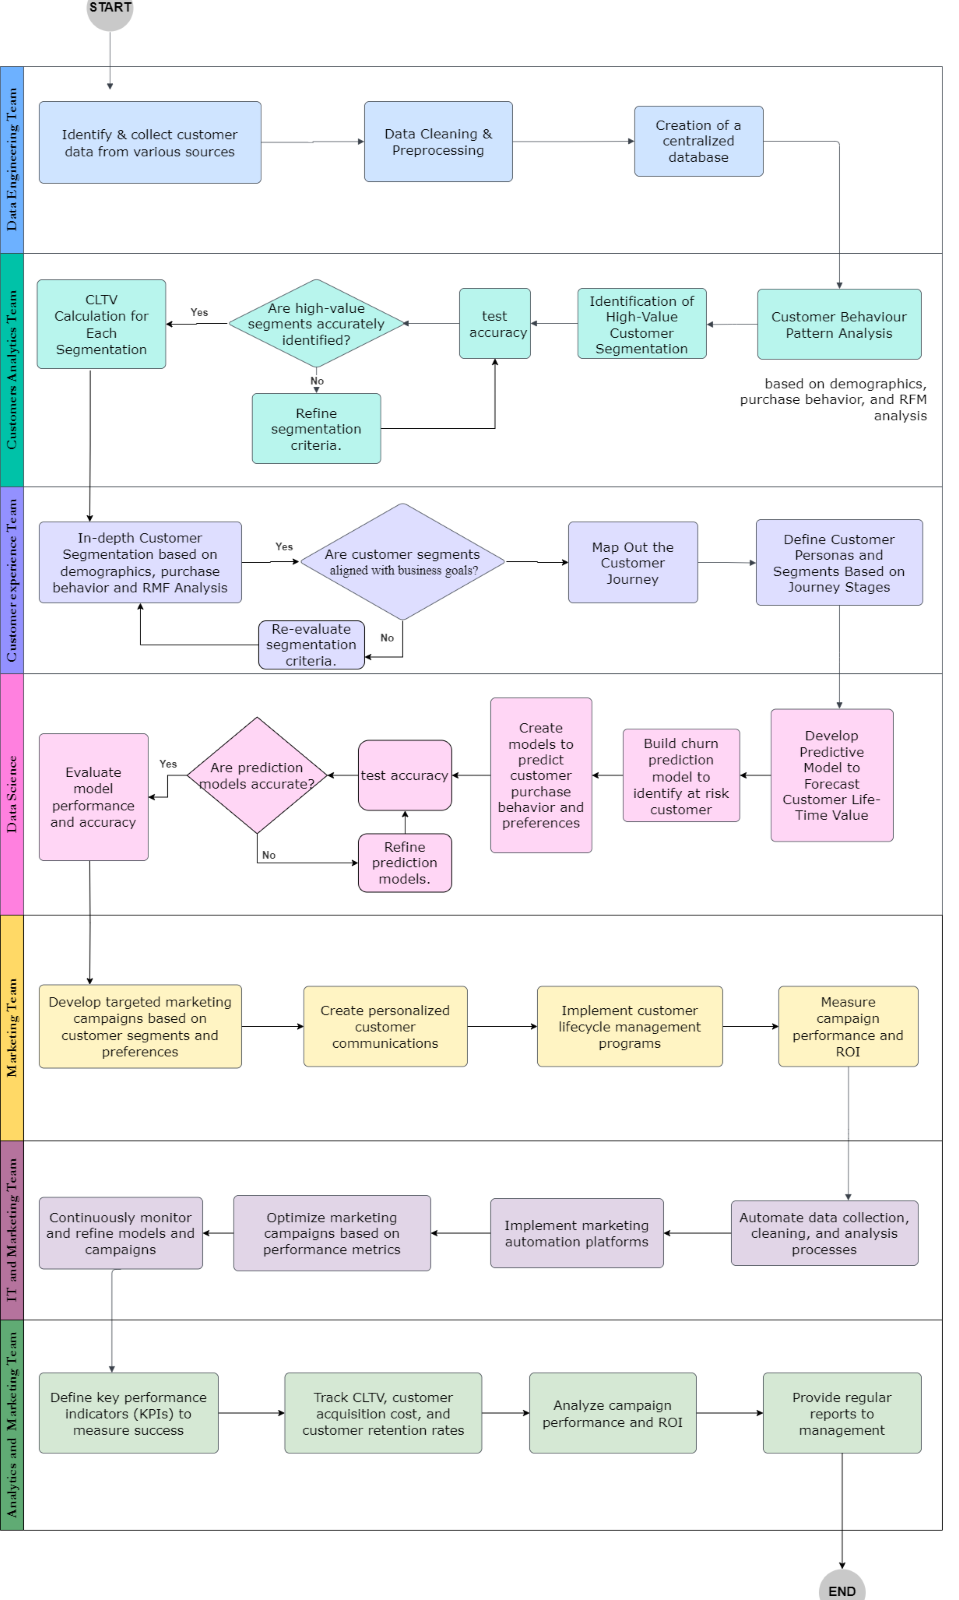 START
Data Engineering Team
Identify & collect customer
data from various sources
Data Cleaning &
Preprocessing
Creation of a
centralized
database
Customers Analytics Team
CLTV
Calculation for
Each
Segmentation
Yes
Are high-value
segments accurately
identified?
No
Refine
segmentation
criteria.
test
accuracy
Identification of
High-Value
Customer
Segmentation
Customer Behaviour
Pattern Analysis
based on demographics,
purchase behavior, and RFM
analysis
Customer experience Team
In-depth Customer
Segmentation based on
demographics, purchase
behavior and RMF Analysis
Yes
Are customer segments
aligned with business goals?
No
Re-evaluate
segmentation
criteria.
Map Out the
Customer
Journey
Define Customer
Personas and
Segments Based on
Journey Stages
Data Science
Evaluate
model
performance
and accuracy
Yes
Are prediction
models accurate?
No
test accuracy
Refine
prediction
models.
Create
models to
predict
customer
purchase
behavior and
preferences
Build churn
prediction
model to
identify at risk
customer
Develop
Predictive
Model to
Forecast
Customer Life-
Time Value
Marketing Team
Develop targeted marketing
campaigns based on
customer segments and
preferences
Create personalized
customer
communications
Implement customer
lifecycle management
programs
Measure
campaign
performance and
ROI
IT and Marketing Team
Continuously monitor
and refine models and
campaigns
Optimize marketing
campaigns based on
performance metrics
Implement marketing
automation platforms
Automate data collection,
cleaning, and analysis
processes
Analytics and Marketing Team
Define key performance
indicators (KPIs) to
measure success
Track CLTV, customer
acquisition cost, and
customer retention rates
Analyze campaign
performance and ROI
Provide regular
reports to
management
END